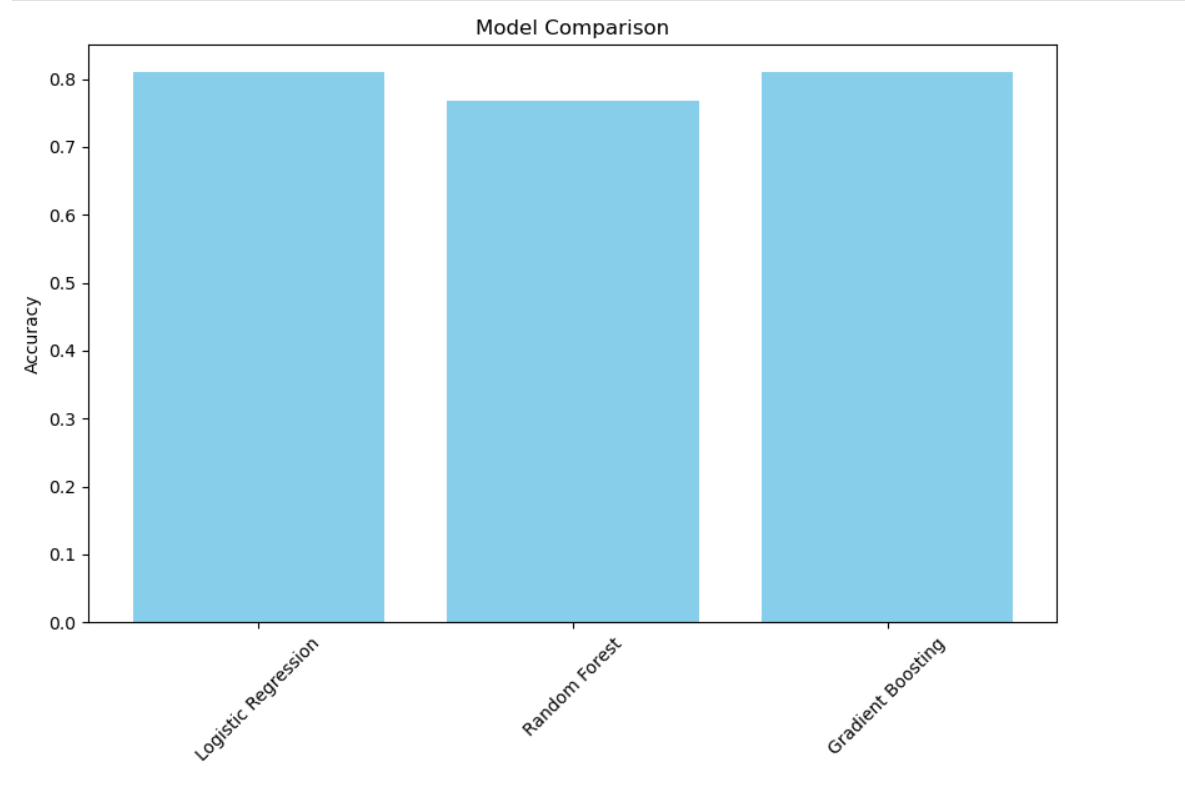 Model Comparison
Accuracy
0.8
0.7
0.6
0.5
0.4
0.3
0.2
0.1
0.0
Logistic Regression
Random Forest
Gradient Boosting